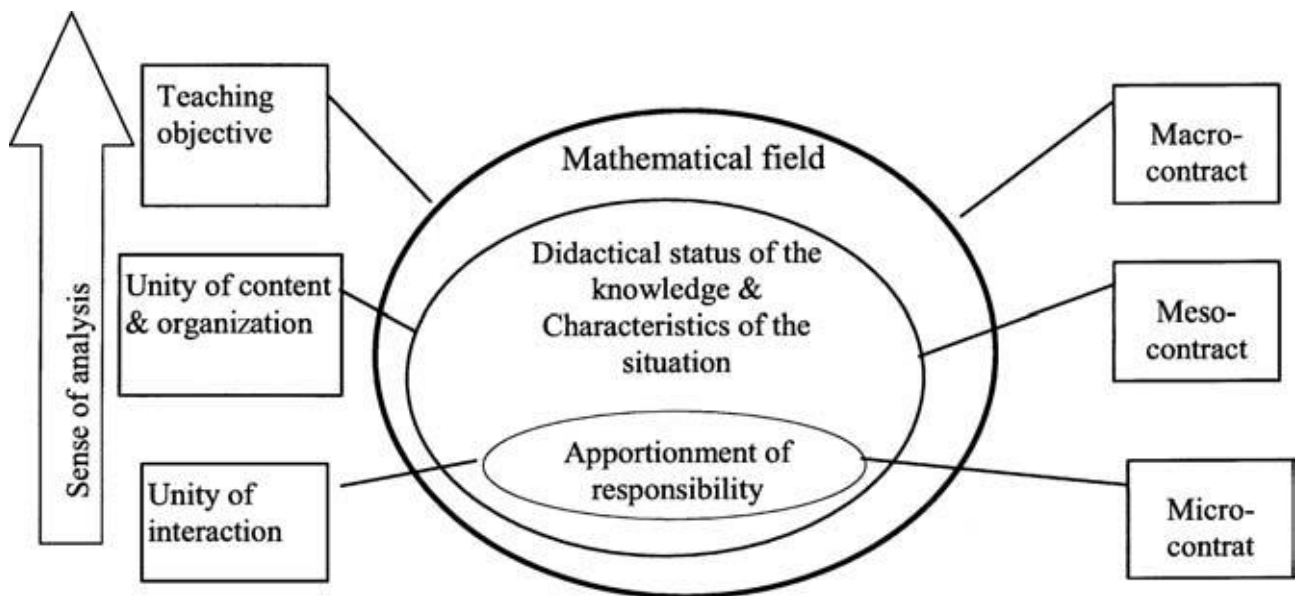 Teaching
objective
Mathematical field
Macro-
contract
Sense of analysis
Unity of content
& organization
Didactical status of the
knowledge &
Characteristics of the
situation
Meso-
contract
Unity of
interaction
Apportionment of
responsibility
Micro-
contrat